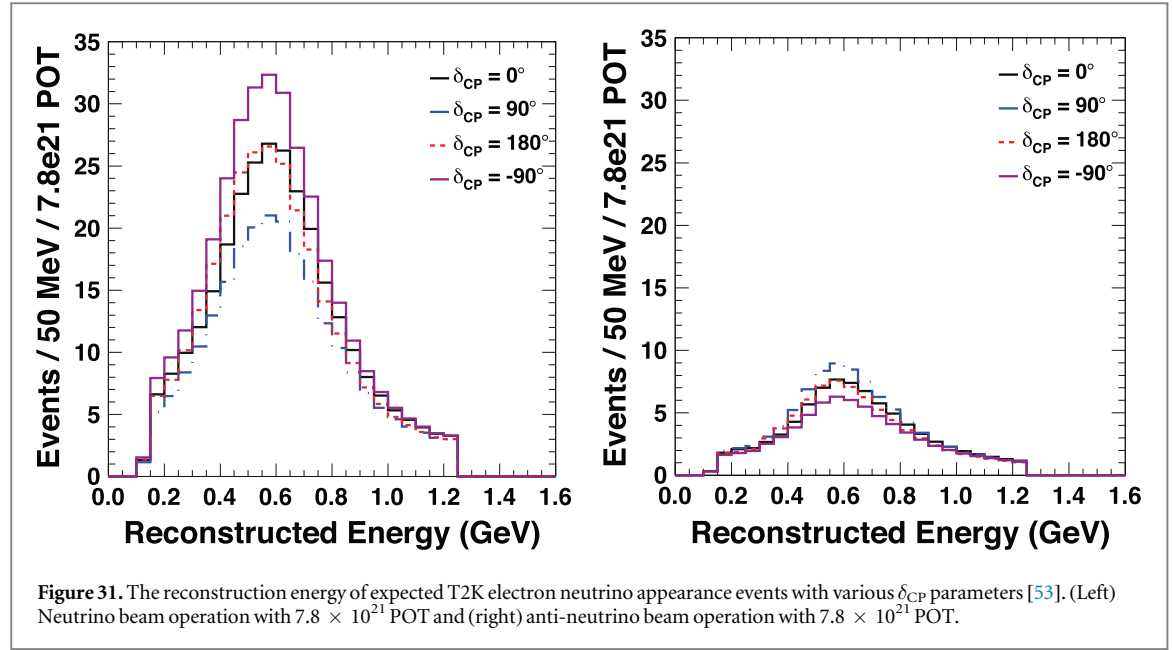 Events / 50 MeV / 7.8e21 POT
35
30
25
20
15
10
5
0
δCP = 0°
δCP = 90°
δCP = 180°
δCP = -90°
0.0 0.2 0.4 0.6 0.8 1.0 1.2 1.4 1.6
Reconstructed Energy (GeV)
Events / 50 MeV / 7.8e21 POT
35
30
25
20
15
10
5
0
δCP = 0°
δCP = 90°
δCP = 180°
δCP = -90°
0.0 0.2 0.4 0.6 0.8 1.0 1.2 1.4 1.6
Reconstructed Energy (GeV)
Figure 31. The reconstruction energy of expected T2K electron neutrino appearance events with various δCP parameters [53]. (Left)
Neutrino beam operation with 7.8 × 10²¹ POT and (right) anti-neutrino beam operation with 7.8 × 10²¹ POT.